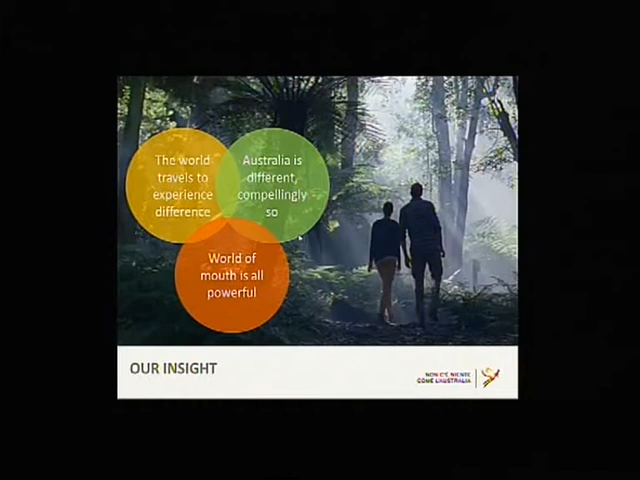 The world
travels to
experience
difference
Australia is
different,
compellingly
so
World of
mouth is all
powerful
OUR INSIGHT
NON C'È NIENTE
COME L'AUSTRALIA